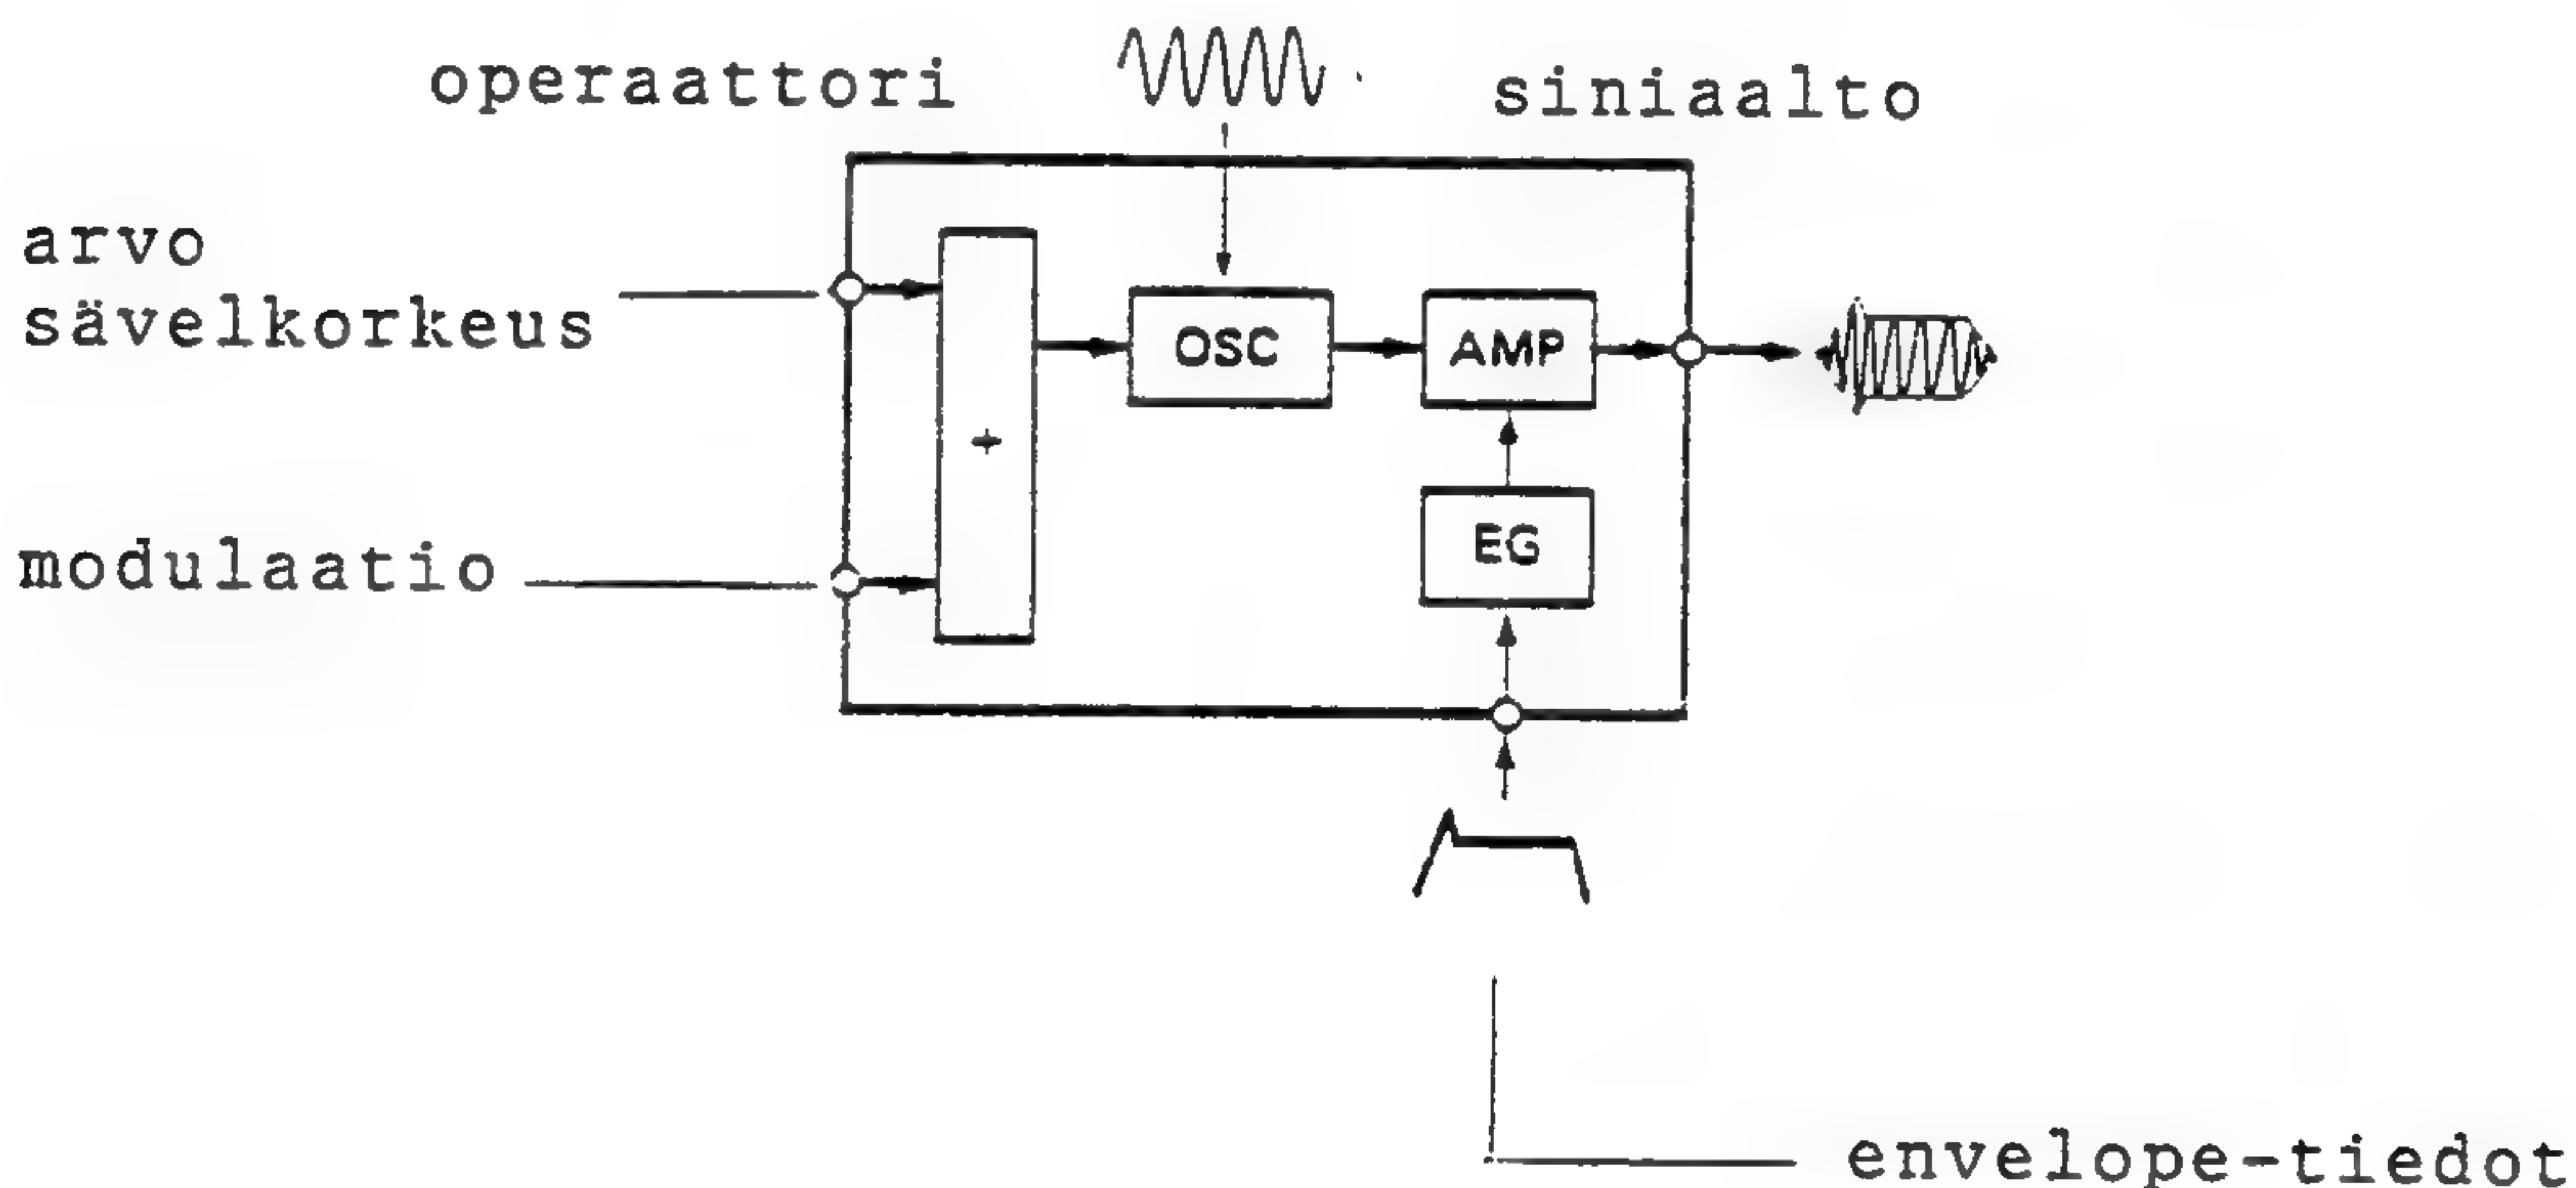 operaattori
siniaalto
arvo
sävelkorkeus
OSC
AMP
+
modulaatio
EG
envelope-tiedot